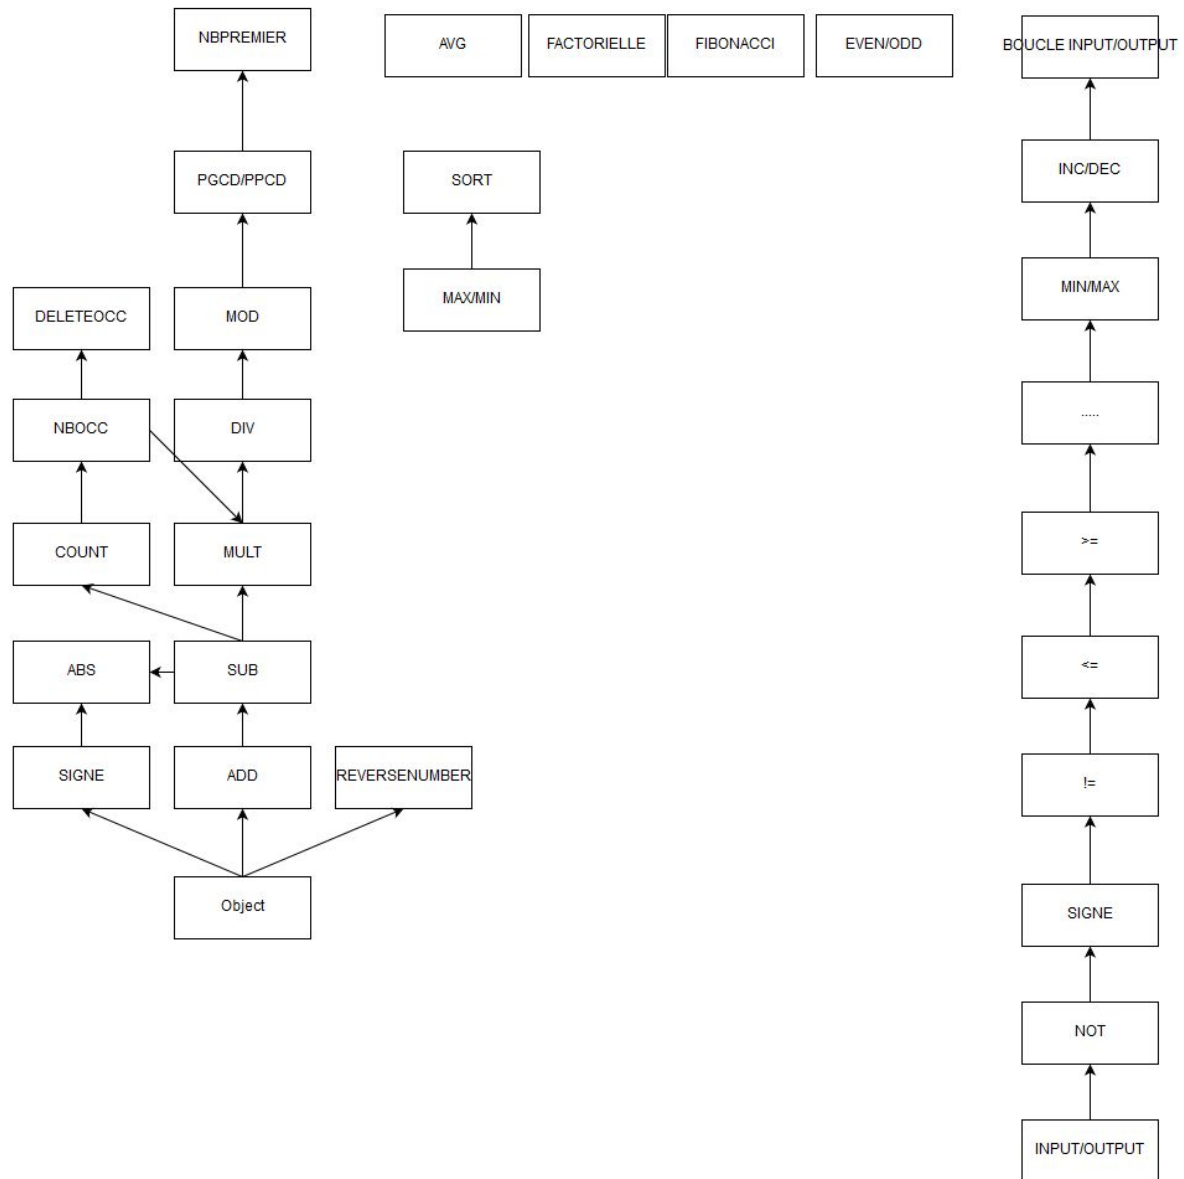 NBPREMIER
AVG
FACTORIELLE
FIBONACCI
EVEN/ODD
BOUCLE INPUT/OUTPUT
PGCD/PPCD
SORT
INC/DEC
MAX/MIN
MIN/MAX
DELETEOCC
MOD
NBOCC
DIV
.....
COUNT
MULT
>=
ABS
SUB
<=
SIGNE
ADD
REVERSENUMBER
!=
Object
SIGNE
NOT
INPUT/OUTPUT